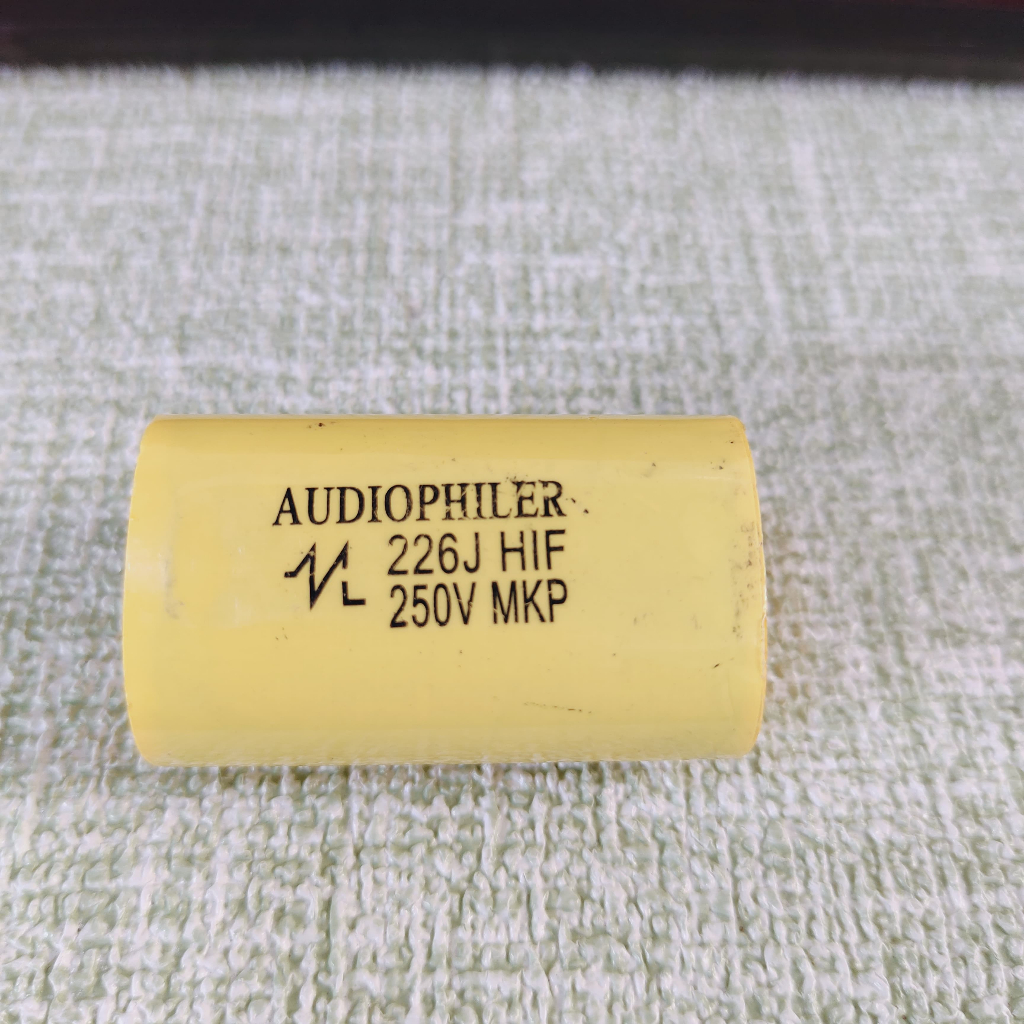 AUDIOPHILER
226J HIF
250V MKP